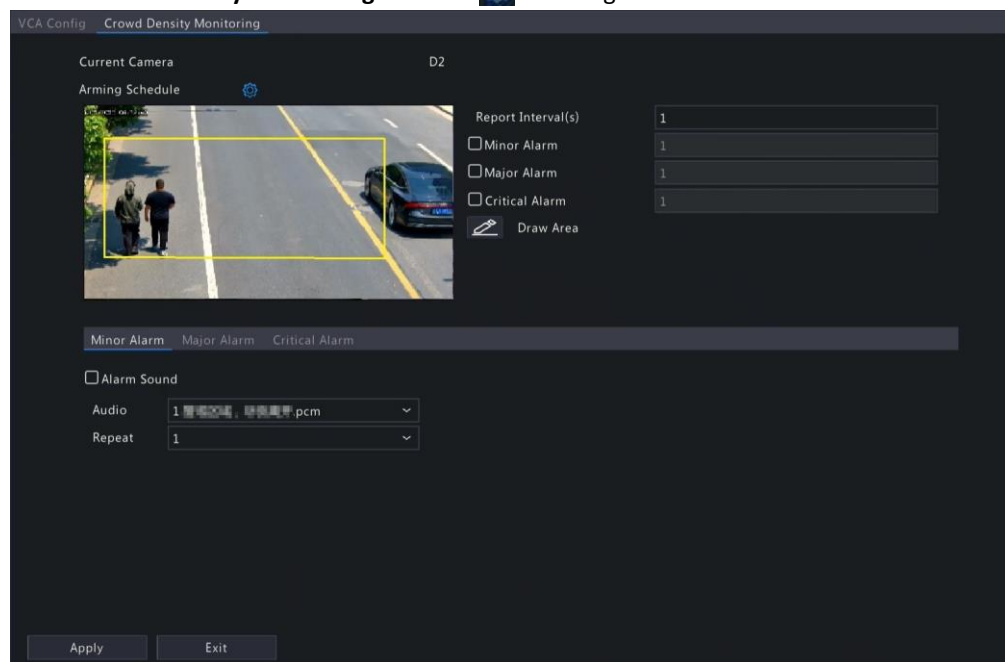 VCA Config Crowd Density Monitoring
Current Camera D2
Arming Schedule
Report Interval(s) 1
Minor Alarm 1
Major Alarm 1
Critical Alarm 1
Draw Area
Minor Alarm Major Alarm Critical Alarm
Alarm Sound
Audio 1 .pcm
Repeat 1
Apply Exit